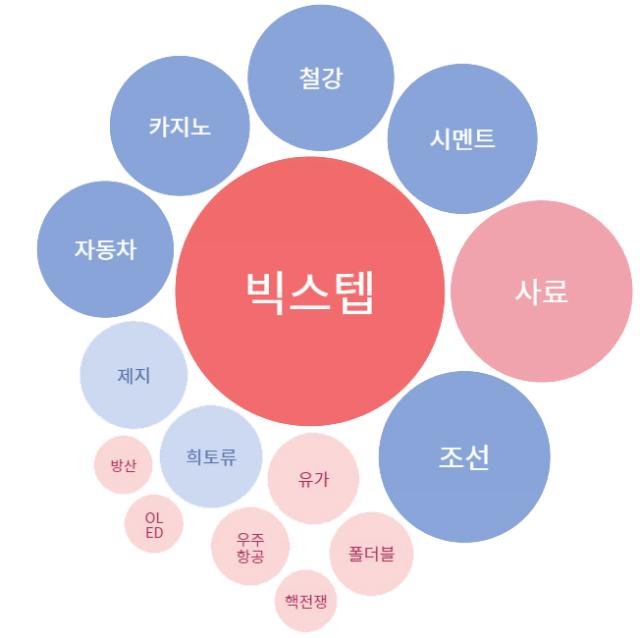 철강
카지노
시멘트
자동차
빅스텝
사료
제지
희토류
조선
방산
유가
OL
ED
우주
항공
폴더블
핵전쟁